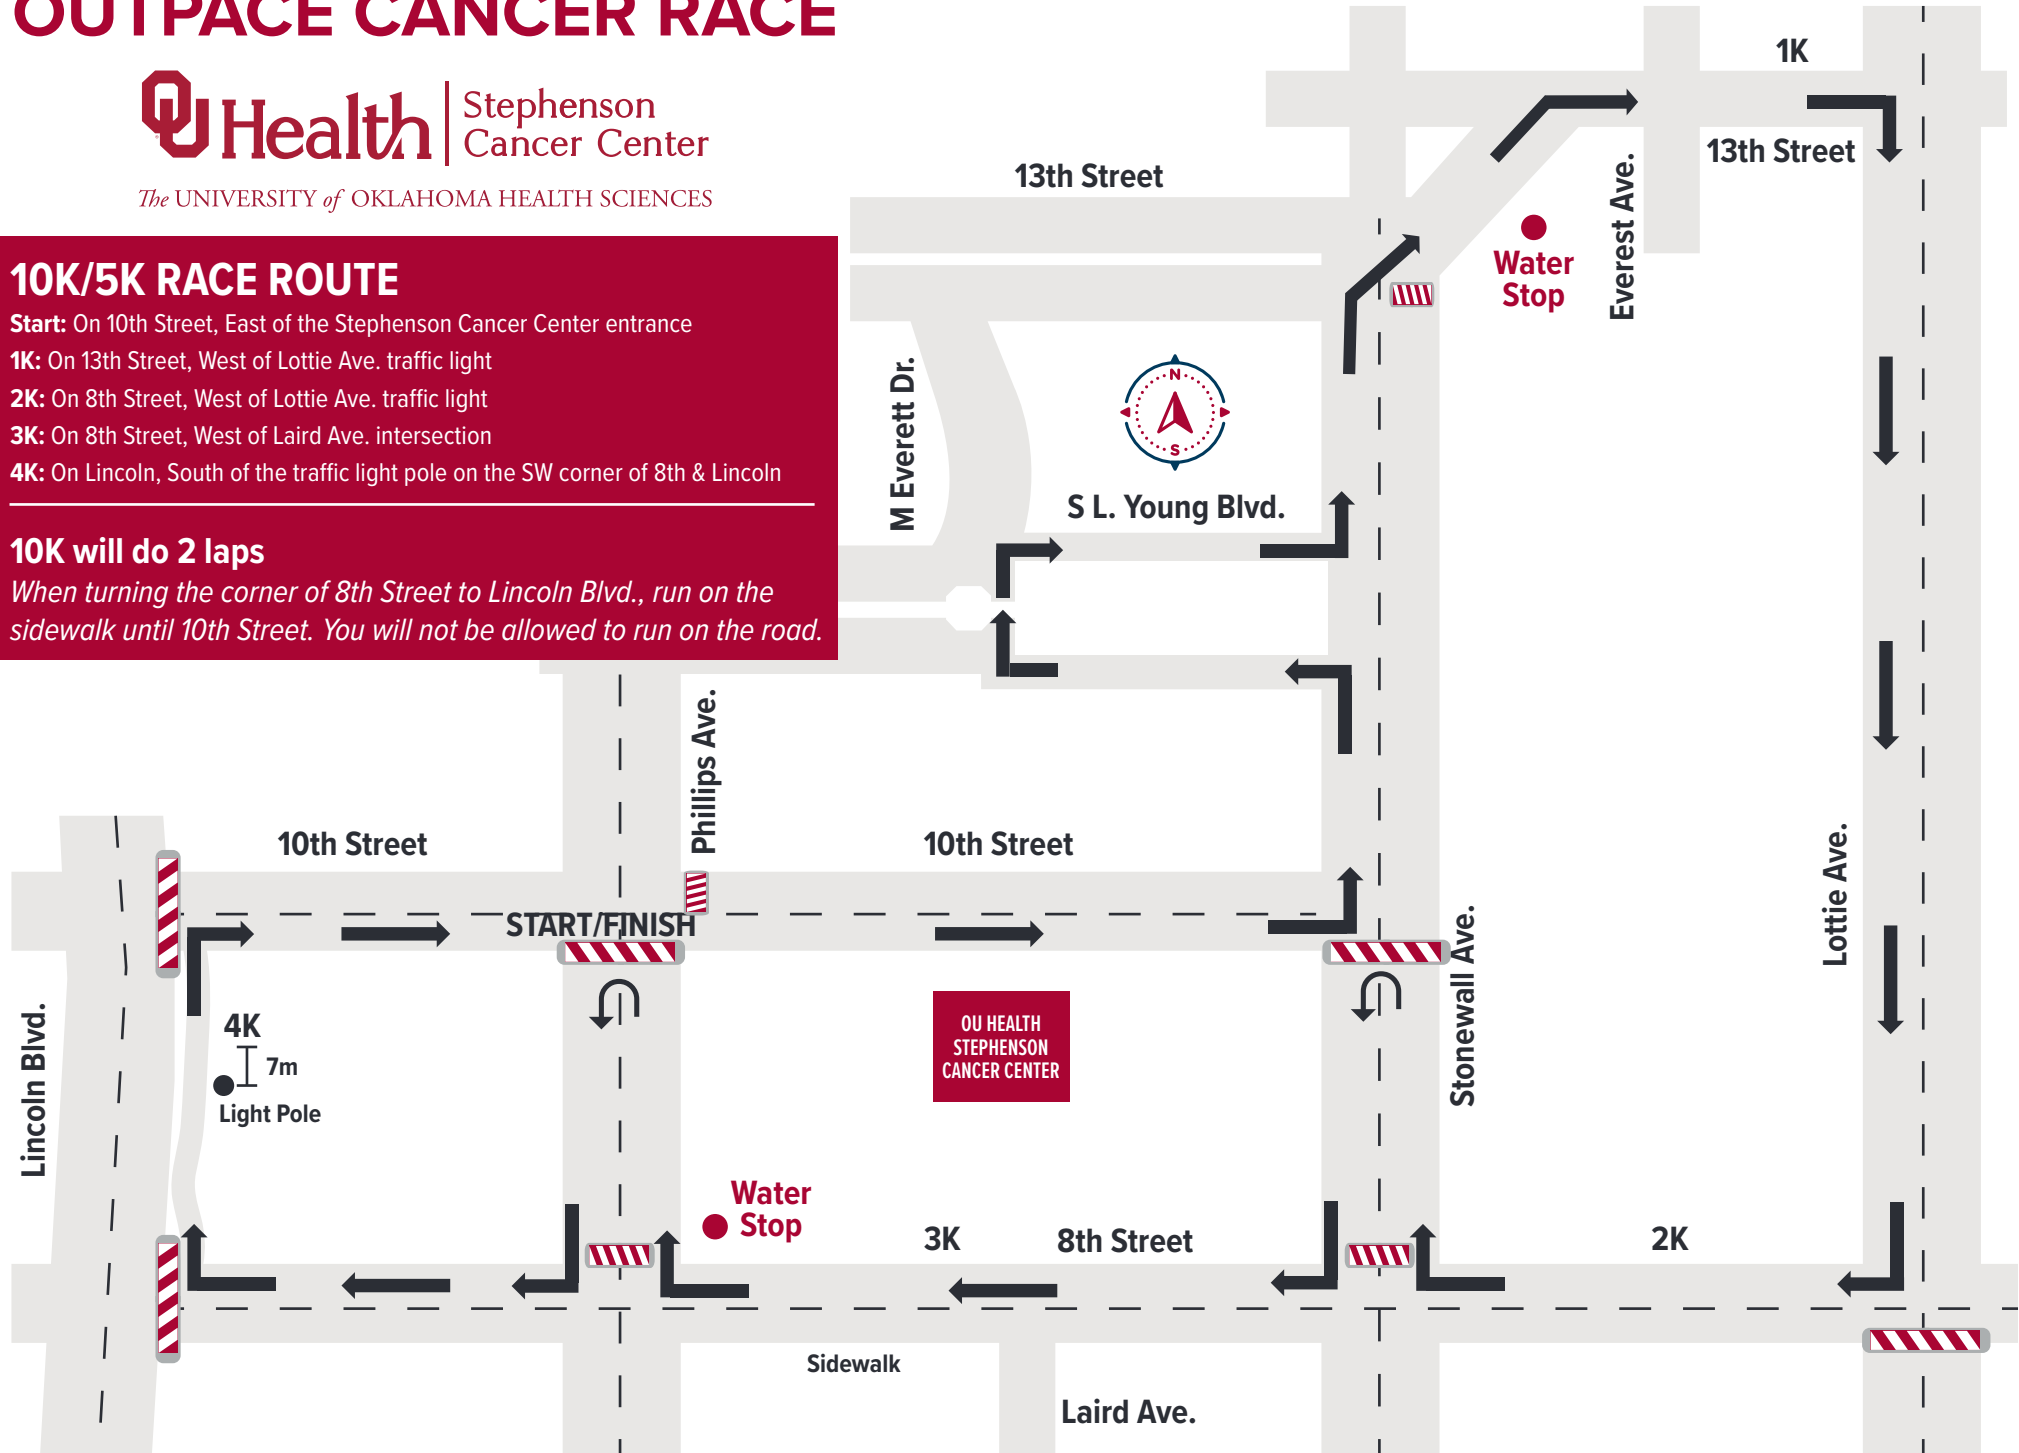 OUTPACE CANCER RACE
OU Health
Stephenson
Cancer Center
The UNIVERSITY of OKLAHOMA HEALTH SCIENCES
10K/5K RACE ROUTE
Start: On 10th Street, East of the Stephenson Cancer Center entrance
1K: On 13th Street, West of Lottie Ave. traffic light
2K: On 8th Street, West of Lottie Ave. traffic light
3K: On 8th Street, West of Laird Ave. intersection
4K: On Lincoln, South of the traffic light pole on the SW corner of 8th & Lincoln
10K will do 2 laps
When turning the corner of 8th Street to Lincoln Blvd., run on the
sidewalk until 10th Street. You will not be allowed to run on the road.
1K
13th Street
13th Street
Everest Ave.
Water
Stop
M Everett Dr.
N
S
S L. Young Blvd.
Phillips Ave.
10th Street
10th Street
START/FINISH
Lottie Ave.
Stonewall Ave.
Lincoln Blvd.
4K
7m
Light Pole
OU HEALTH
STEPHENSON
CANCER CENTER
Water
Stop
3K
8th Street
2K
Sidewalk
Laird Ave.